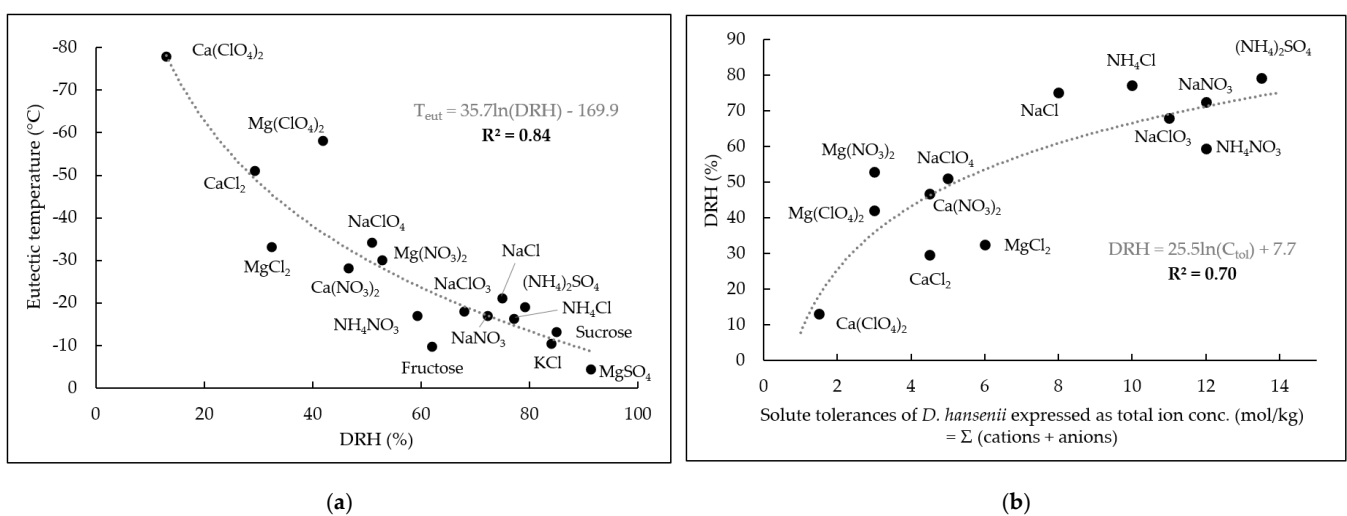 -80
-70
-60
-50
-40
-30
-20
-10
0
Eutectic temperature (°C)
Ca(ClO₄)₂
Mg(ClO₄)₂
T_eut = 35.7ln(DRH) - 169.9
R² = 0.84
CaCl₂
NaClO₄
MgCl₂
Mg(NO₃)₂
NaCl
Ca(NO₃)₂
NaClO₃
(NH₄)₂SO₄
NH₄Cl
NH₄NO₃
NaNO₃
Sucrose
Fructose
KCl
MgSO₄
0 20 40 60 80 100
DRH (%)
(a)
90
80
70
60
50
40
30
20
10
0
DRH (%)
(NH₄)₂SO₄
NH₄Cl
NaNO₃
NaCl
NaClO₃
NH₄NO₃
Mg(NO₃)₂
NaClO₄
Ca(NO₃)₂
Mg(ClO₄)₂
MgCl₂
CaCl₂
DRH = 25.5ln(C_tol) + 7.7
R² = 0.70
Ca(ClO₄)₂
0 2 4 6 8 10 12 14
Solute tolerances of D. hansenii expressed as total ion conc. (mol/kg)
= Σ (cations + anions)
(b)